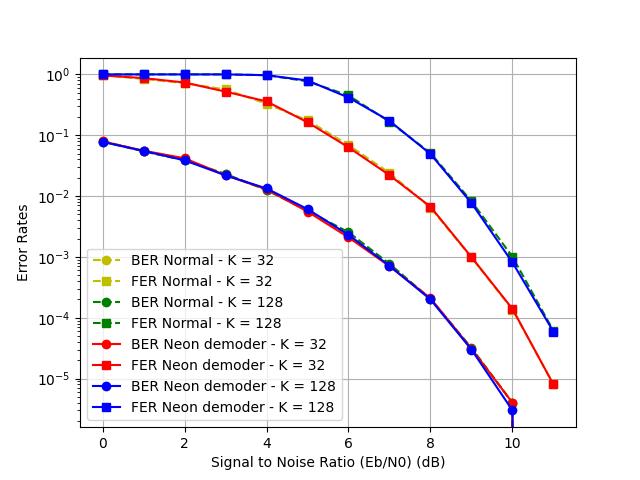 10⁰
10⁻¹
10⁻²
10⁻³
10⁻⁴
10⁻⁵
Error Rates
BER Normal - K = 32
FER Normal - K = 32
BER Normal - K = 128
FER Normal - K = 128
BER Neon demoder - K = 32
FER Neon demoder - K = 32
BER Neon demoder - K = 128
FER Neon demoder - K = 128
0 2 4 6 8 10
Signal to Noise Ratio (Eb/N0) (dB)